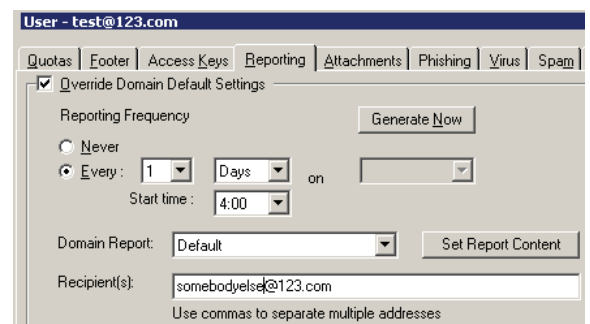 User - test@123.com
Quotas Footer Access Keys Reporting Attachments Phishing Virus Spam
Override Domain Default Settings
Reporting Frequency Generate Now
Never
Every : 1 Days on
Start time : 4:00
Domain Report: Default Set Report Content
Recipient(s): somebodyelse@123.com
Use commas to separate multiple addresses